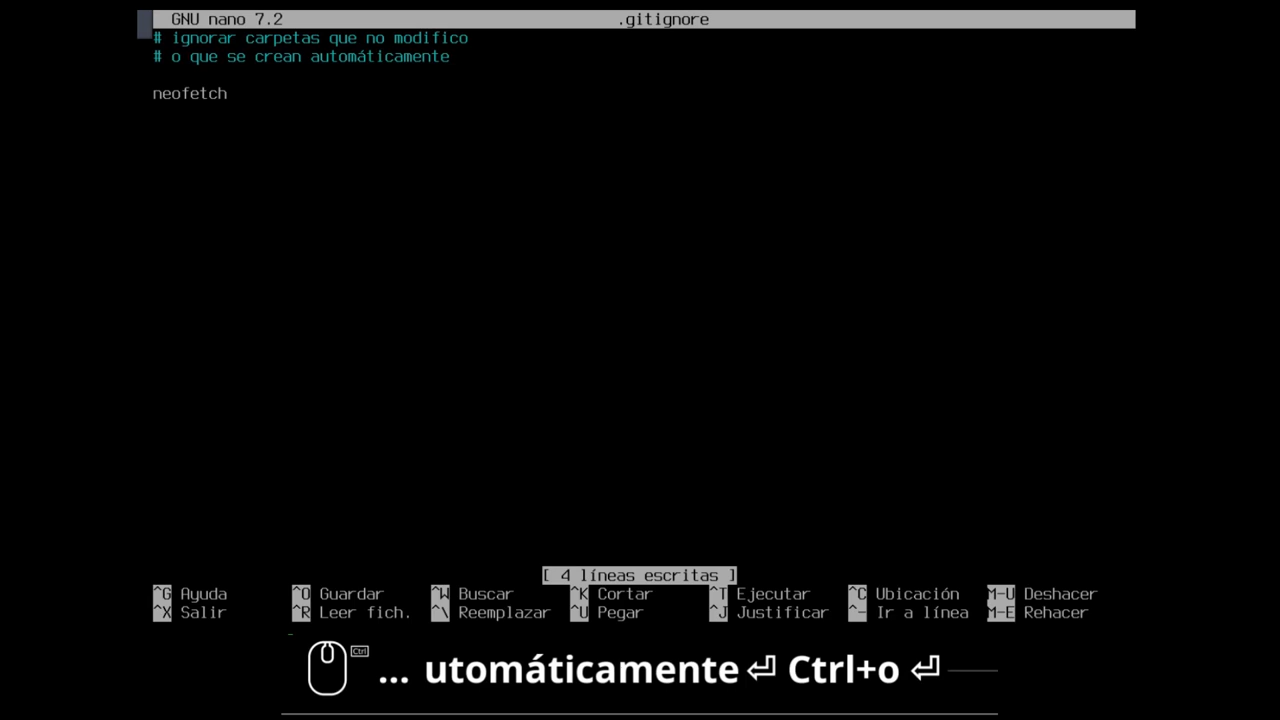 GNU nano 7.2 .gitignore
# ignorar carpetas que no modifico
# o que se crean automáticamente
neofetch
[ 4 líneas escritas ]
^G Ayuda ^O Guardar ^W Buscar ^K Cortar ^T Ejecutar ^C Ubicación M-U Deshacer
^X Salir ^R Leer fich. ^\ Reemplazar ^U Pegar ^J Justificar ^- Ir a línea M-E Rehacer
Ctrl ... utomáticamente⏎ Ctrl+o ⏎